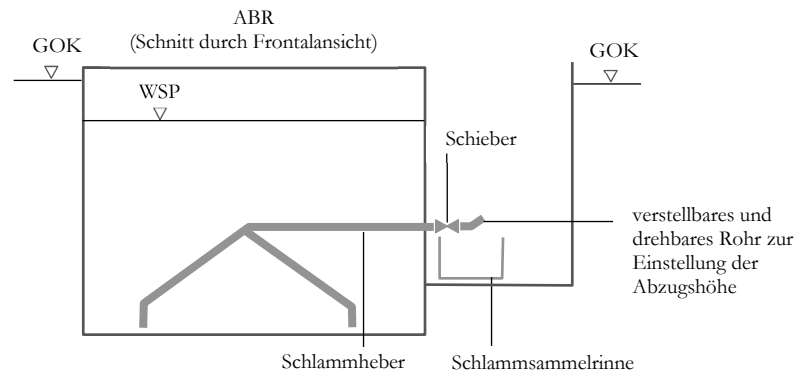 ABR
(Schnitt durch Frontalansicht)
GOK
GOK
WSP
Schieber
verstellbares und
drehbares Rohr zur
Einstellung der
Abzugshöhe
Schlammheber
Schlammsammelrinne